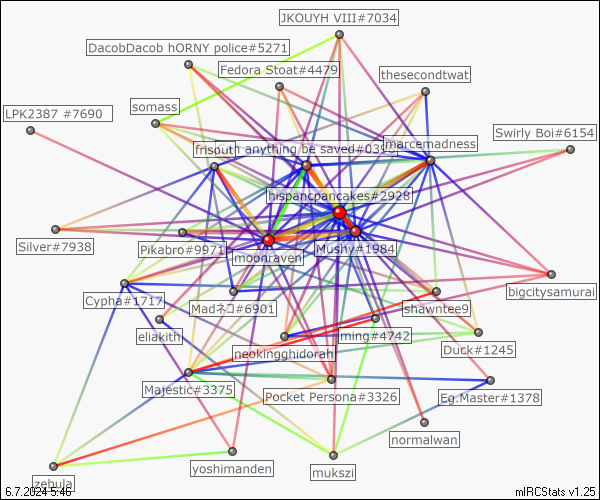 JKOUYH VIII#7034
DacobDacob hORNY police#5271
Fedora Stoat#4479
thesecondtwat
LPK2387 #7690
somass
Swirly Boi#6154
frisouth anything be saved#039
marcemadness
hispancpancakes#2928
Silver#7938
Pikabro#9971
moonraven
Mushy#1984
bigcitysamurai
Cypha#1717
Madネコ#6901
shawntee9
eliakith
ming#4742
neokingghidorah
Duck#1245
Majestic#3375
Pocket Persona#3326
Eg.Master#1378
normalwan
zebula
yoshimanden
mukszi
6.7.2024 5:46
mIRCStats v1.25